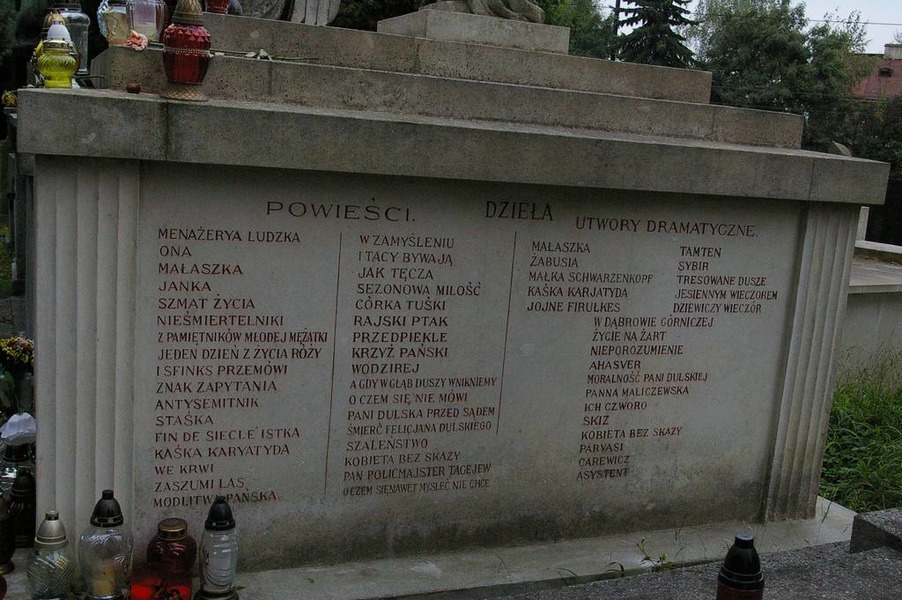 POWIEŚCI.
DZIEŁA
UTWORY DRAMATYCZNE.
MENAŻERYA LUDZKA
ONA
MAŁASZKA
JANKA
SZMAT ŻYCIA
NIEŚMIERTELNIKI
Z PAMIĘTNIKÓW MŁODEJ MĘŻATKI
JEDEN DZIEŃ Z ŻYCIA RÓŻY
I SFINKS PRZEMÓWI
ZNAK ZAPYTANIA
ANTYSEMITNIK
STAŚKA
FIN DE SIECLE´ISTKA
KAŚKA KARYATYDA
WE KRWI
ZASZUMI LAS
MODLITWA PAŃSKA
W ZAMYŚLENIU
I TACY BYWAJĄ
JAK TĘCZA
SEZONOWA MIŁOŚĆ
CÓRKA TUŚKI
RAJSKI PTAK
PRZEDPIEKLE
KRZYŻ PAŃSKI
WODZIREJ
A GDY W GŁĄB DUSZY WNIKNIEMY
O CZEM SIĘ NIE MÓWI
PANI DULSKA PRZED SĄDEM
ŚMIERĆ FELICJANA DULSKIEGO
SZALEŃSTWO
KOBIETA BEZ SKAZY
PAN POLICMAJSTER TAGEJEW
O CZEM SIĘ NAWET MYŚLEĆ NIE CHCE
MAŁASZKA
ŻABUSIA
MAŁKA SCHWARZENKOPF
KAŚKA KARJATYDA
JOJNE FIRUŁKES
TAMTEN
SYBIR
TRESOWANE DUSZE
JESIENNYM WIECZOREM
DZIEWICZY WIECZÓR
W DĄBROWIE GÓRNICZEJ
ŻYCIE NA ŻART
NIEPOROZUMIENIE
AHASVER
MORALNOŚĆ PANI DULSKIEJ
PANNA MALICZEWSKA
ICH CZWORO
SKIZ
KOBIETA BEZ SKAZY
PARYASI
CAREWICZ
ASYSTENT